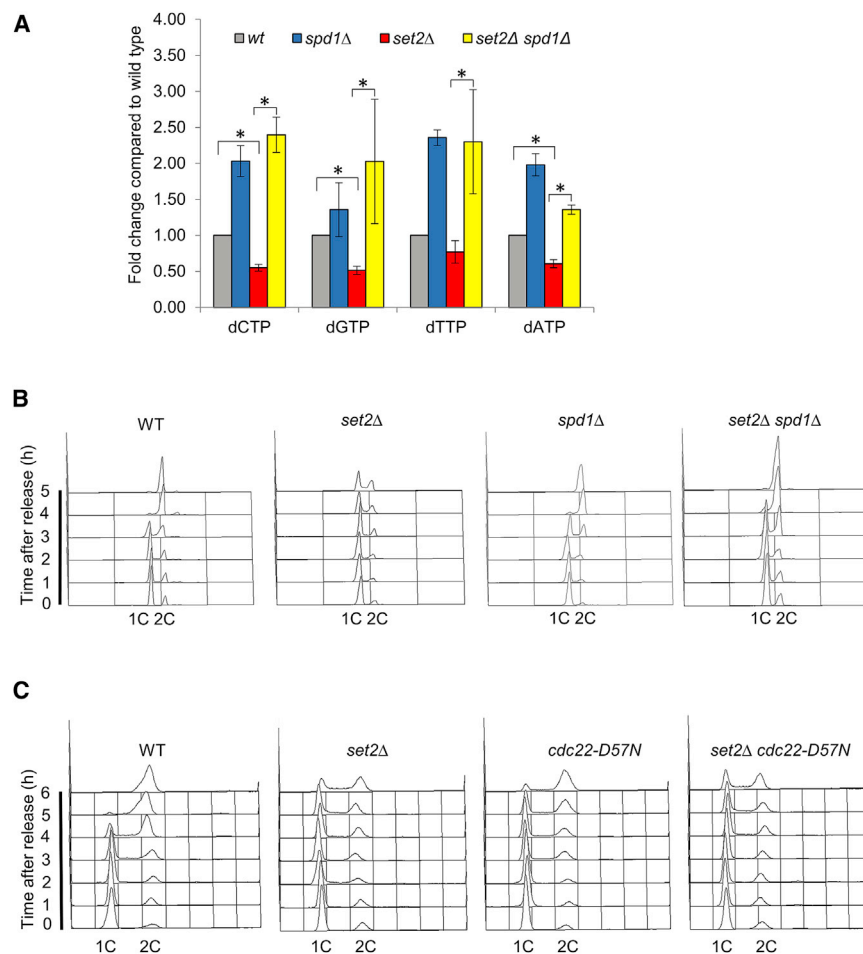 A
Fold change compared to wild type
4.00
3.50
3.00
2.50
2.00
1.50
1.00
0.50
0.00
wt spd1Δ set2Δ set2Δ spd1Δ
* * * * * * *
dCTP dGTP dTTP dATP
B
WT set2Δ spd1Δ set2Δ spd1Δ
Time after release (h)
5
4
3
2
1
0
1C 2C 1C 2C 1C 2C 1C 2C
C
WT set2Δ cdc22-D57N set2Δ cdc22-D57N
Time after release (h)
6
5
4
3
2
1
0
1C 2C 1C 2C 1C 2C 1C 2C